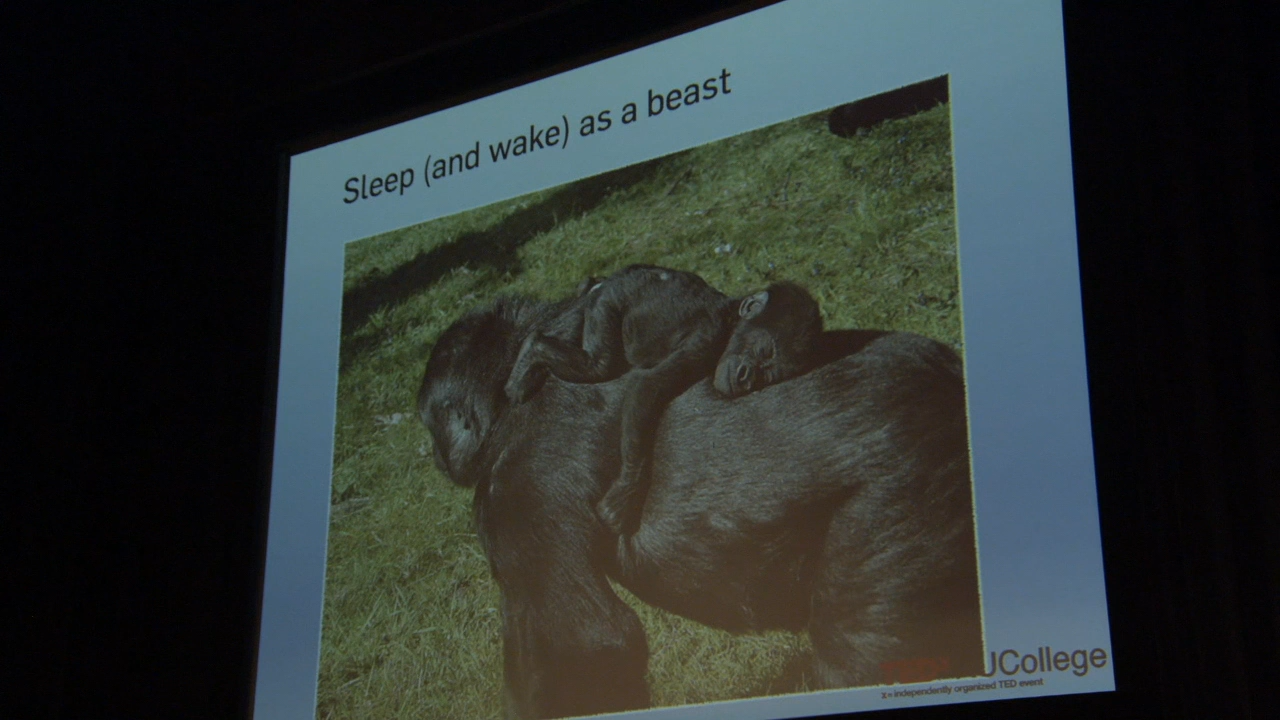 Sleep (and wake) as a beast
UCollege
x = independently organized TED event